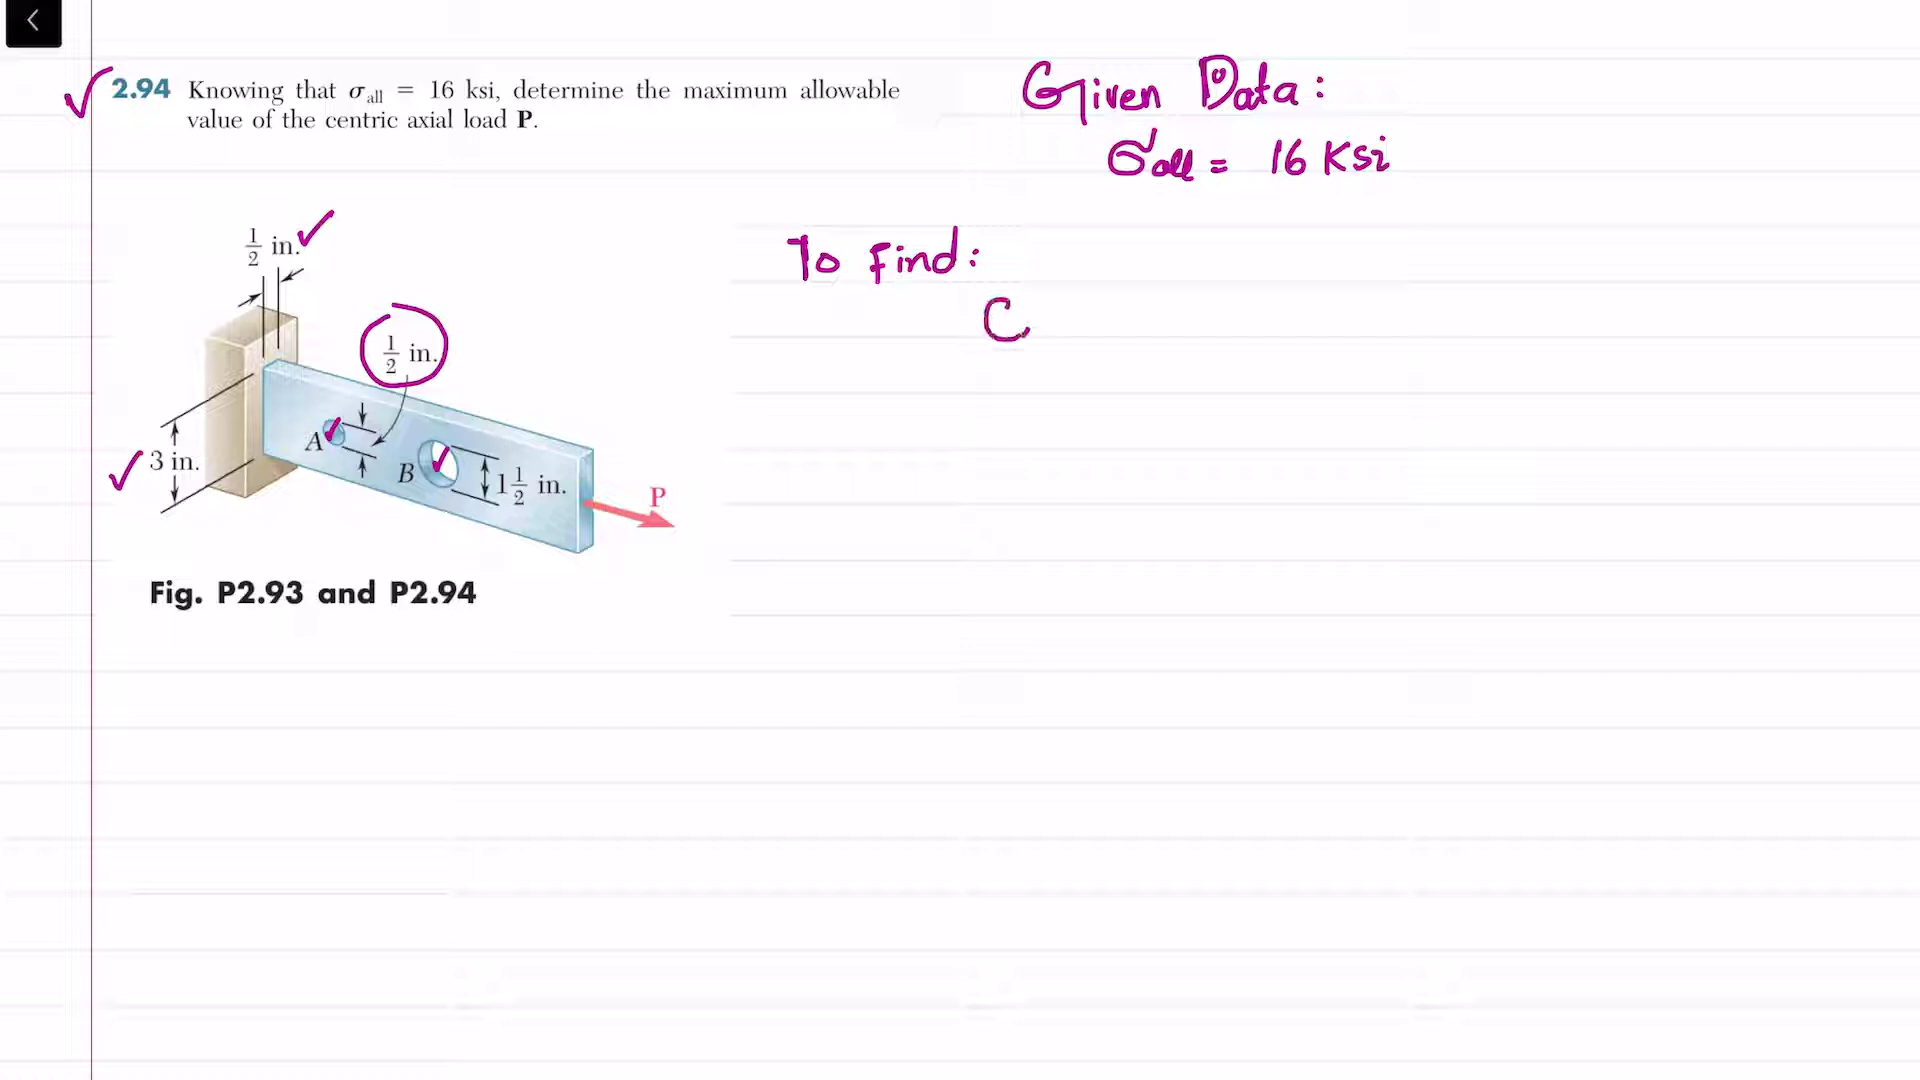 2.94 Knowing that σall = 16 ksi, determine the maximum allowable
value of the centric axial load P.
Given Data:
σall = 16 Ksi
To Find:
C
1/2 in.
1/2 in.
A
3 in.
B
1 1/2 in.
P
Fig. P2.93 and P2.94